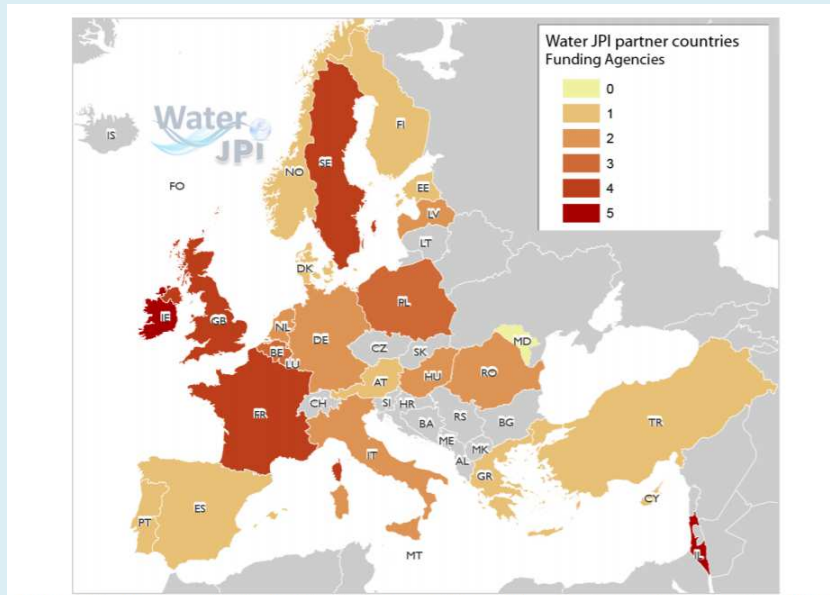 Water JPI partner countries
Funding Agencies
0
1
2
3
4
5
Water
JPI
IS
FO
NO
SE
FI
EE
LV
LT
DK
IE
GB
NL
DE
PL
BE
LU
CZ
SK
MD
FR
CH
AT
HU
RO
SI
HR
BA
RS
BG
ME
MK
AL
IT
GR
TR
CY
PT
ES
MT
IL